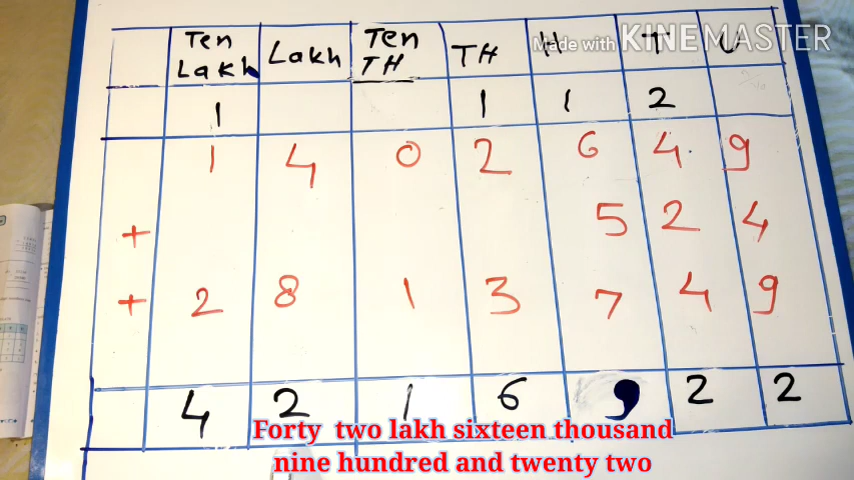 Ten Lakh Lakh Ten TH TH H T U
Made with KINEMASTER
1 1 1 2
1 4 0 2 6 4 9
+ 5 2 4
+ 2 8 1 3 7 4 9
4 2 1 6 9 2 2
Forty two lakh sixteen thousand
nine hundred and twenty two